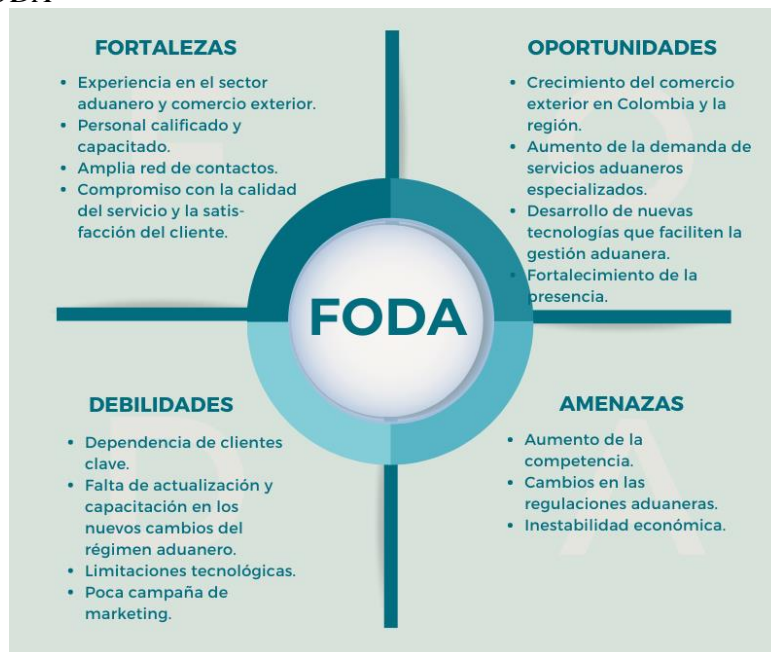 FORTALEZAS
• Experiencia en el sector
aduanero y comercio exterior.
• Personal calificado y
capacitado.
• Amplia red de contactos.
• Compromiso con la calidad
del servicio y la satis-
facción del cliente.
OPORTUNIDADES
• Crecimiento del comercio
exterior en Colombia y la
región.
• Aumento de la demanda de
servicios aduaneros
especializados.
• Desarrollo de nuevas
tecnologías que faciliten la
gestión aduanera.
• Fortalecimiento de la
presencia.
FODA
DEBILIDADES
• Dependencia de clientes
clave.
• Falta de actualización y
capacitación en los
nuevos cambios del
régimen aduanero.
• Limitaciones tecnológicas.
• Poca campaña de
marketing.
AMENAZAS
• Aumento de la
competencia.
• Cambios en las
regulaciones aduaneras.
• Inestabilidad económica.